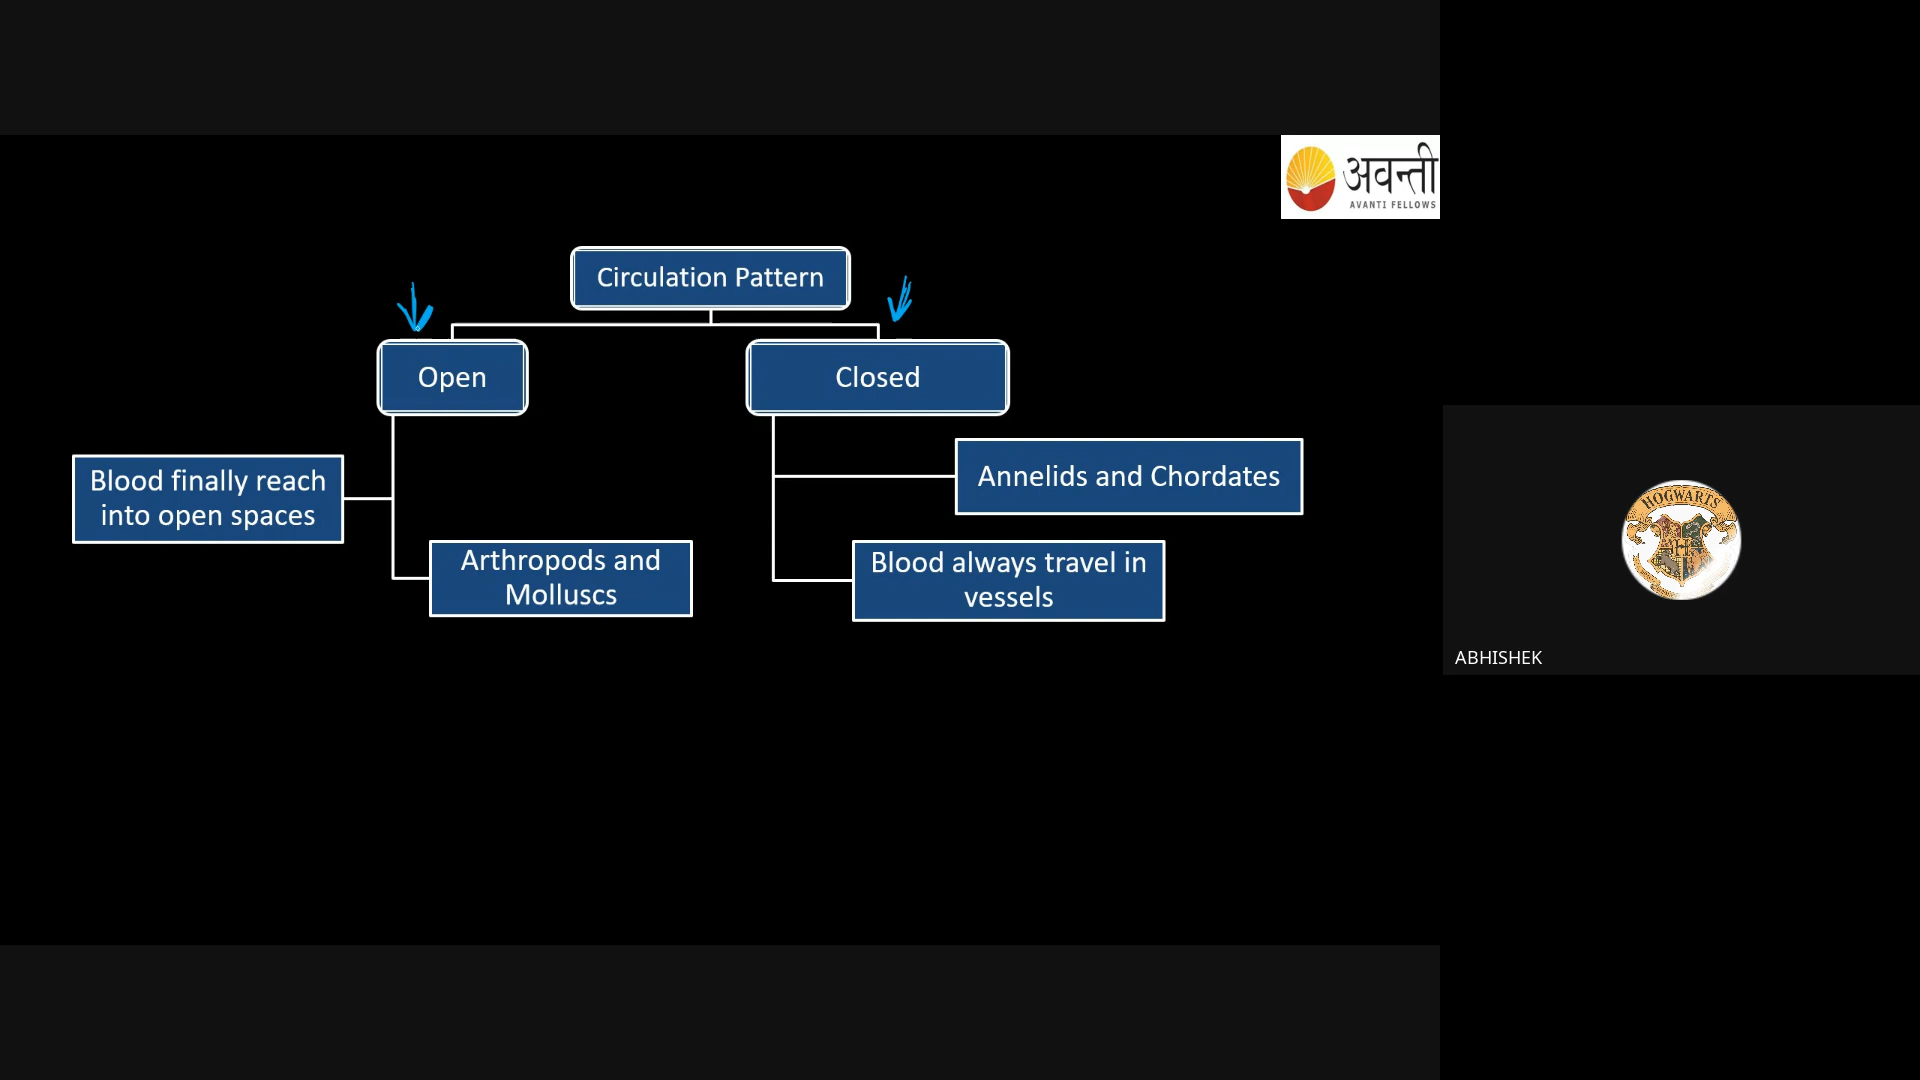 अवन्ती
AVANTI FELLOWS
Circulation Pattern
Open
Closed
Blood finally reach
into open spaces
Arthropods and
Molluscs
Annelids and Chordates
Blood always travel in
vessels
HOGWARTS
H
ABHISHEK